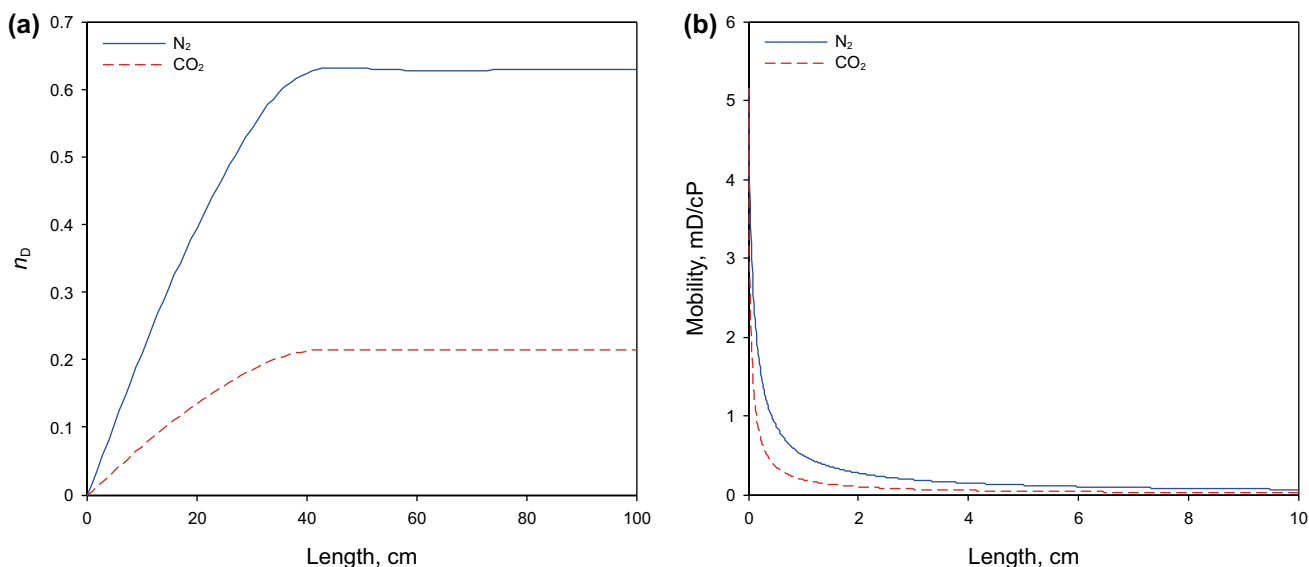 (a)
0.7
0.6
0.5
0.4
0.3
0.2
0.1
0
n_D
N₂
CO₂
0 20 40 60 80 100
Length, cm
(b)
6
5
4
3
2
1
0
Mobility, mD/cP
N₂
CO₂
0 2 4 6 8 10
Length, cm